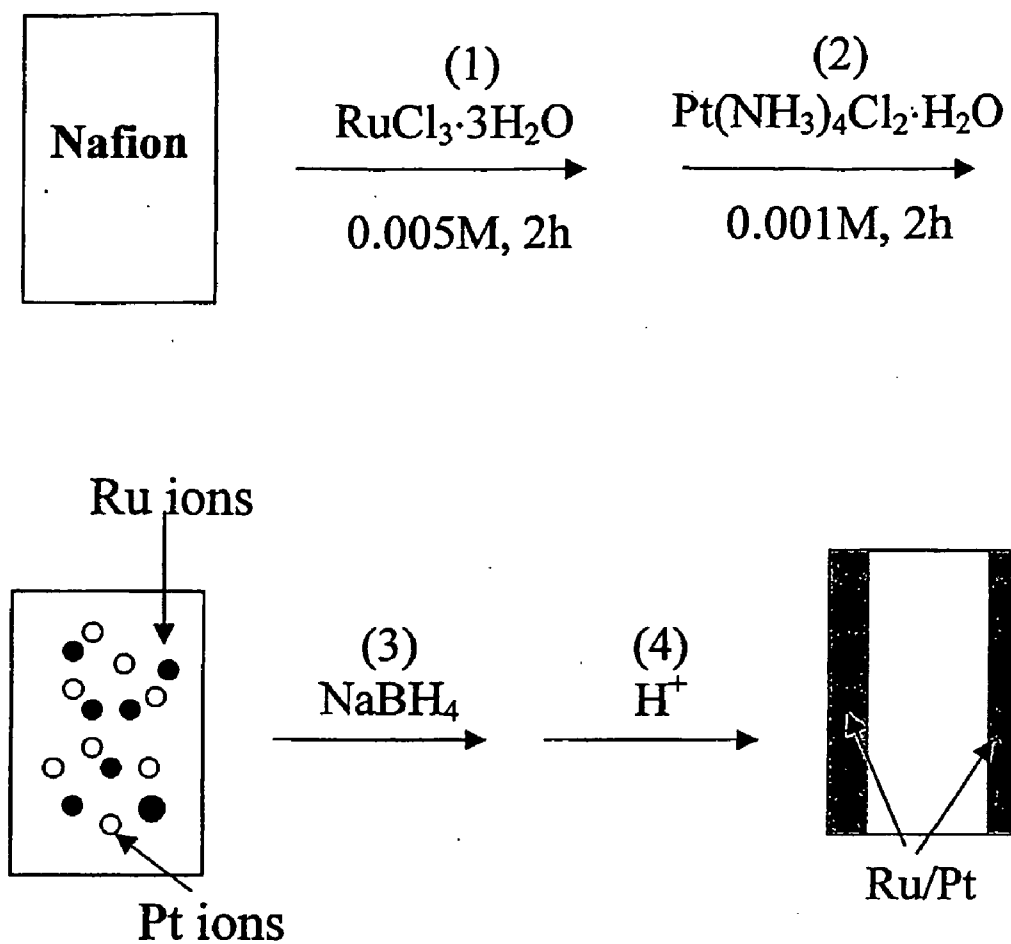 Nafion
(1)
RuCl₃·3H₂O
0.005M, 2h
(2)
Pt(NH₃)₄Cl₂·H₂O
0.001M, 2h
Ru ions
Pt ions
(3)
NaBH₄
(4)
H⁺
Ru/Pt